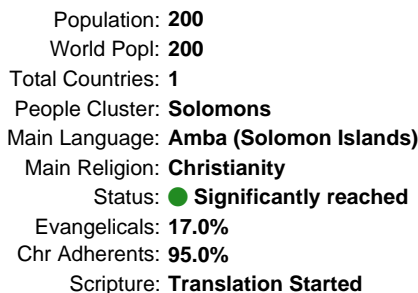 Population: 200
World Popl: 200
Total Countries: 1
People Cluster: Solomons
Main Language: Amba (Solomon Islands)
Main Religion: Christianity
Status: Significantly reached
Evangelicals: 17.0%
Chr Adherents: 95.0%
Scripture: Translation Started